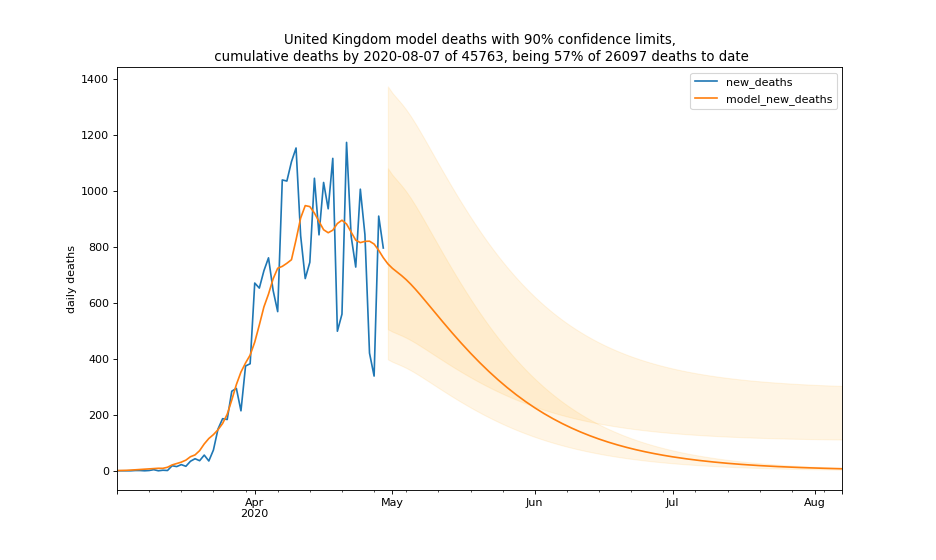 United Kingdom model deaths with 90% confidence limits,
cumulative deaths by 2020-08-07 of 45763, being 57% of 26097 deaths to date
new_deaths
model_new_deaths
daily deaths
1400
1200
1000
800
600
400
200
0
Apr
2020
May
Jun
Jul
Aug